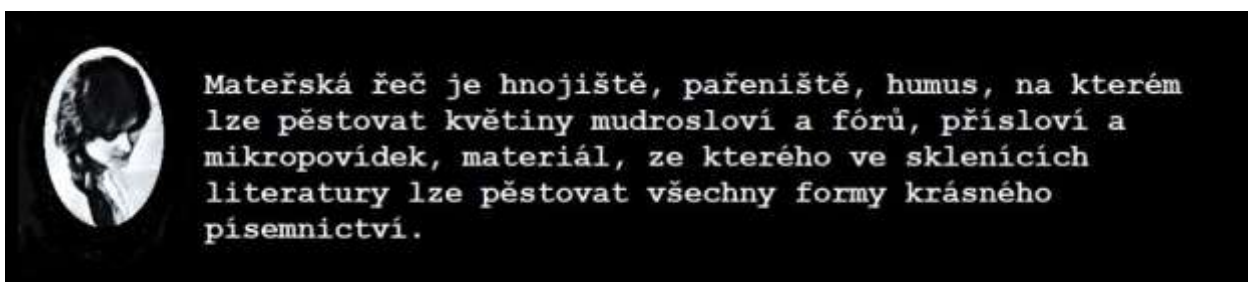 Mateřská řeč je hnojiště, pařeniště, humus, na kterém
lze pěstovat květiny mudrosloví a fórů, přísloví a
mikropovídek, materiál, ze kterého ve sklenících
literatury lze pěstovat všechny formy krásného
písemnictví.